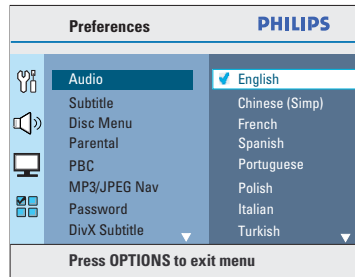 Preferences
PHILIPS
Audio
Subtitle
Disc Menu
Parental
PBC
MP3/JPEG Nav
Password
DivX Subtitle
English
Chinese (Simp)
French
Spanish
Portuguese
Polish
Italian
Turkish
Press OPTIONS to exit menu